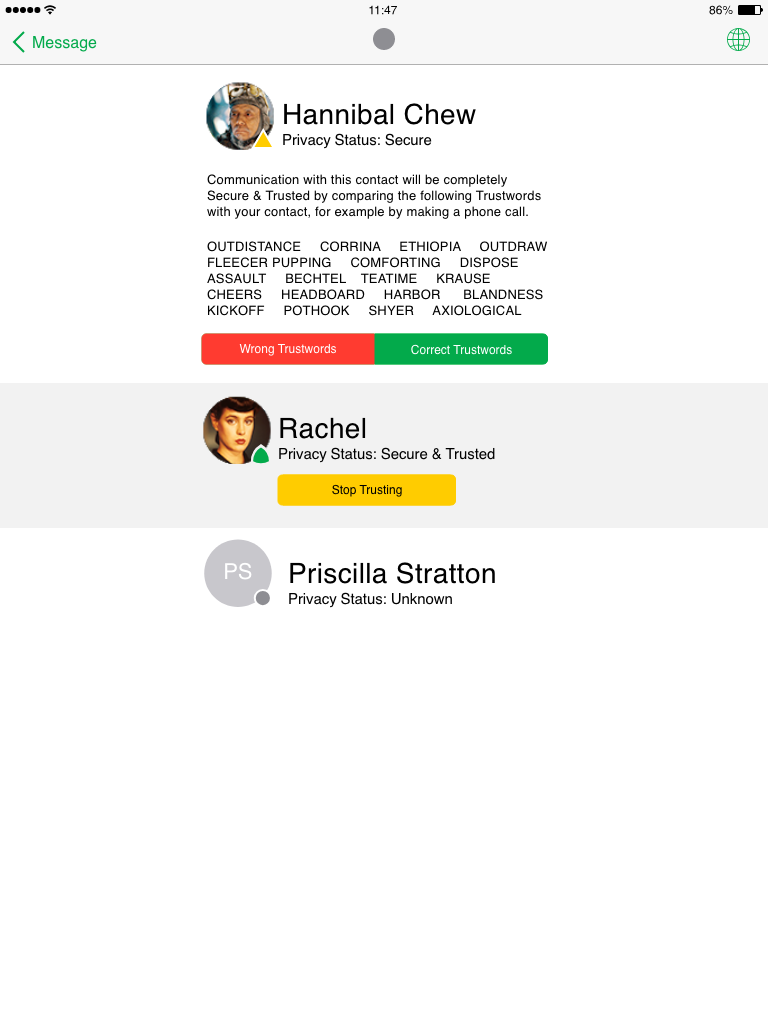 11:47
86%
Message
Hannibal Chew
Privacy Status: Secure
Communication with this contact will be completely
Secure & Trusted by comparing the following Trustwords
with your contact, for example by making a phone call.
OUTDISTANCE CORRINA ETHIOPIA OUTDRAW
FLEECER PUPPING COMFORTING DISPOSE
ASSAULT BECHTEL TEATIME KRAUSE
CHEERS HEADBOARD HARBOR BLANDNESS
KICKOFF POTHOOK SHYER AXIOLOGICAL
Wrong Trustwords Correct Trustwords
Rachel
Privacy Status: Secure & Trusted
Stop Trusting
PS
Priscilla Stratton
Privacy Status: Unknown